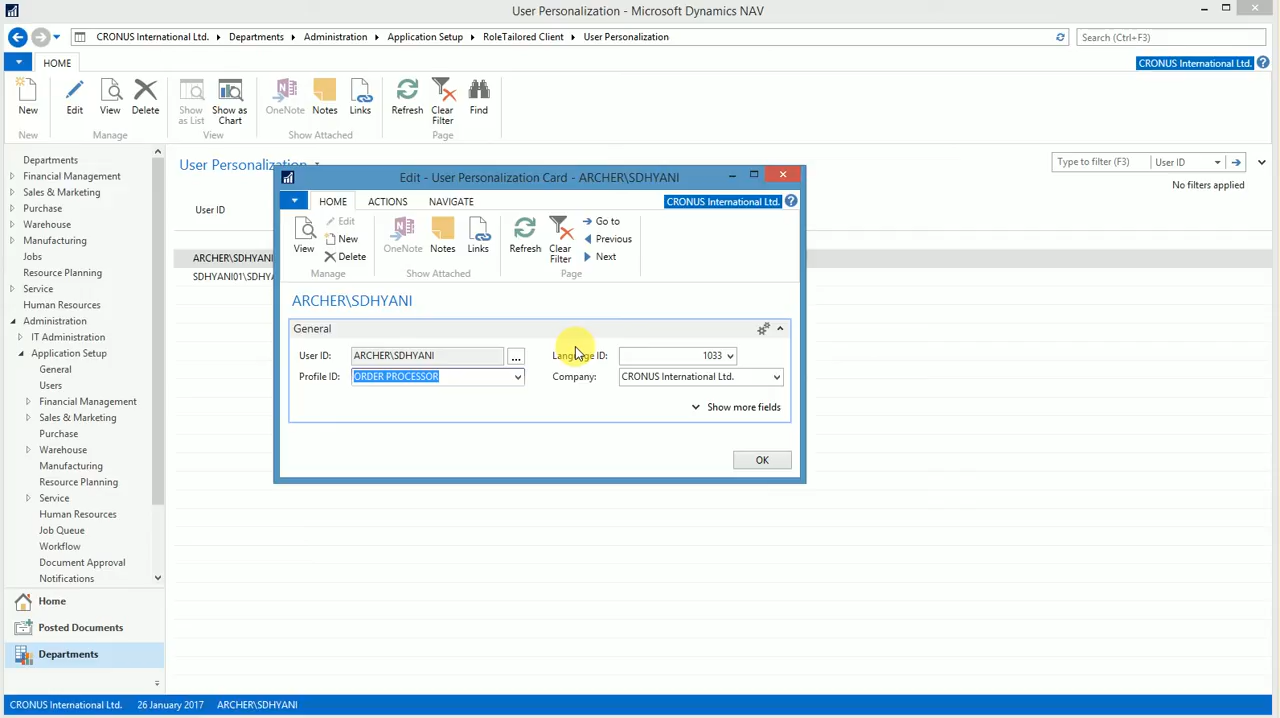 User Personalization - Microsoft Dynamics NAV
CRONUS International Ltd. Departments Administration Application Setup RoleTailored Client User Personalization
Search (Ctrl+F3)
HOME
CRONUS International Ltd.
New Edit View Delete Show as List Show as Chart OneNote Notes Links Refresh Clear Filter Find
New Manage View Show Attached Page
Departments
Financial Management
Sales & Marketing
Purchase
Warehouse
Manufacturing
Jobs
Resource Planning
Service
Human Resources
Administration
IT Administration
Application Setup
General
Users
Financial Management
Sales & Marketing
Purchase
Warehouse
Manufacturing
Resource Planning
Service
Human Resources
Job Queue
Workflow
Document Approval
Notifications
Home
Posted Documents
Departments
User Personalization
Type to filter (F3) User ID
No filters applied
User ID
ARCHER\SDHYANI
Edit - User Personalization Card - ARCHER\SDHYANI
HOME ACTIONS NAVIGATE
CRONUS International Ltd.
View
Edit
New
Delete
OneNote Notes Links Refresh Clear Filter
Go to
Previous
Next
Manage Show Attached Page
ARCHER\SDHYANI
General
User ID: ARCHER\SDHYANI ... Language ID: 1033
Profile ID: ORDER PROCESSOR Company: CRONUS International Ltd.
Show more fields
OK
CRONUS International Ltd. 26 January 2017 ARCHER\SDHYANI